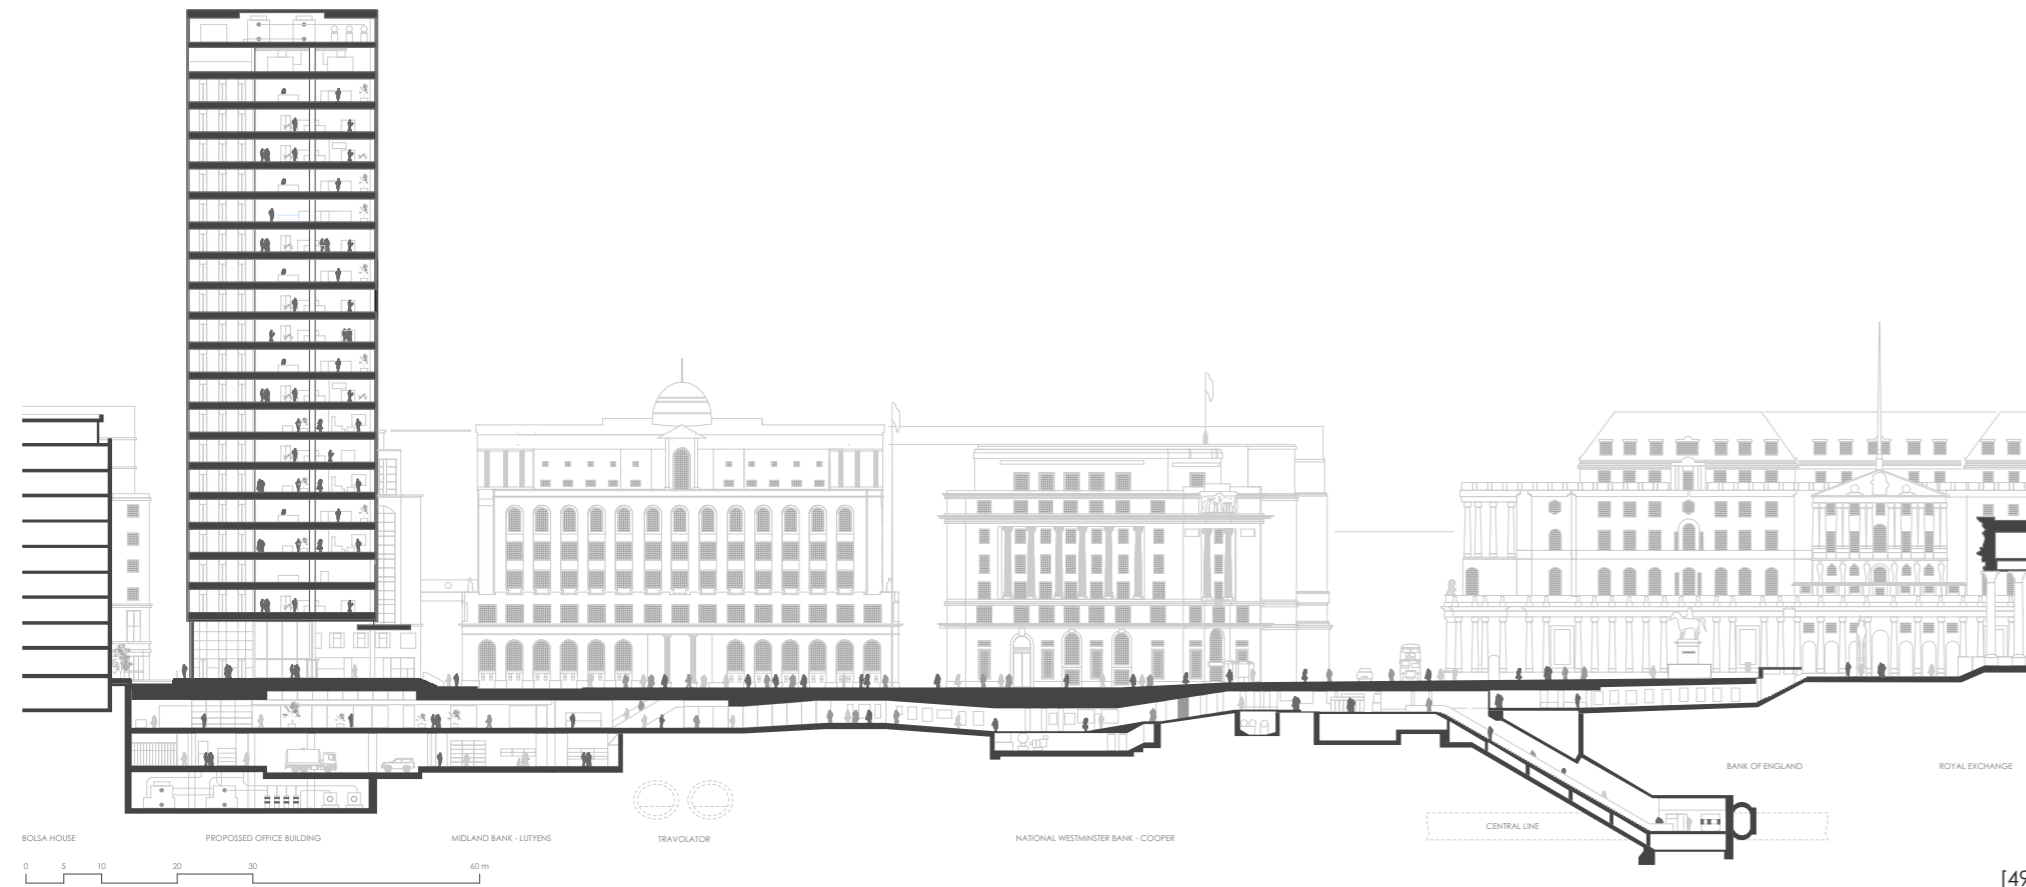 BANK OF ENGLAND
ROYAL EXCHANGE
CENTRAL LINE
BOLSA HOUSE
PROPOSSED OFFICE BUILDING
MIDLAND BANK - LUTYENS
TRAVOLATOR
NATIONAL WESTMINSTER BANK - COOPER
0 5 10 20 30 60 m
[49